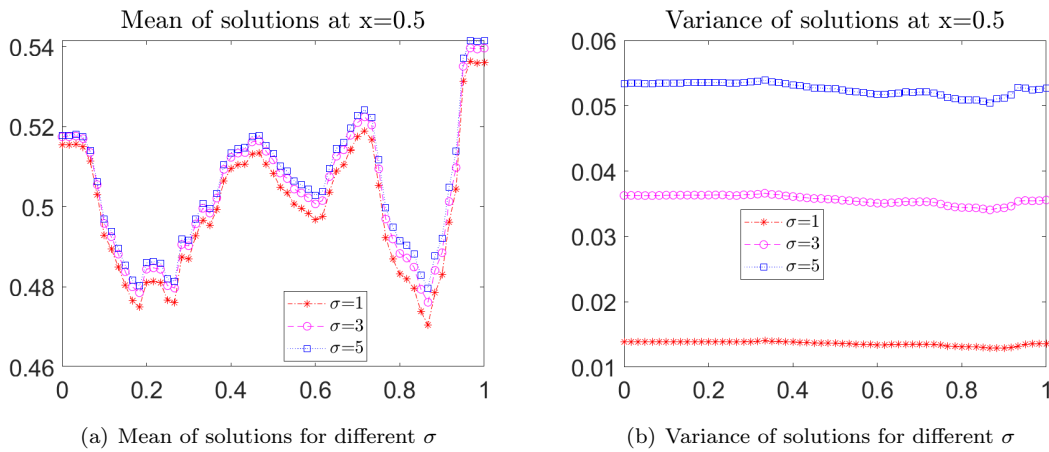 Mean of solutions at x=0.5
0.54
0.52
0.5
0.48
0.46
0 0.2 0.4 0.6 0.8 1
σ=1
σ=3
σ=5
(a) Mean of solutions for different σ
Variance of solutions at x=0.5
0.06
0.05
0.04
0.03
0.02
0.01
0 0.2 0.4 0.6 0.8 1
σ=1
σ=3
σ=5
(b) Variance of solutions for different σ